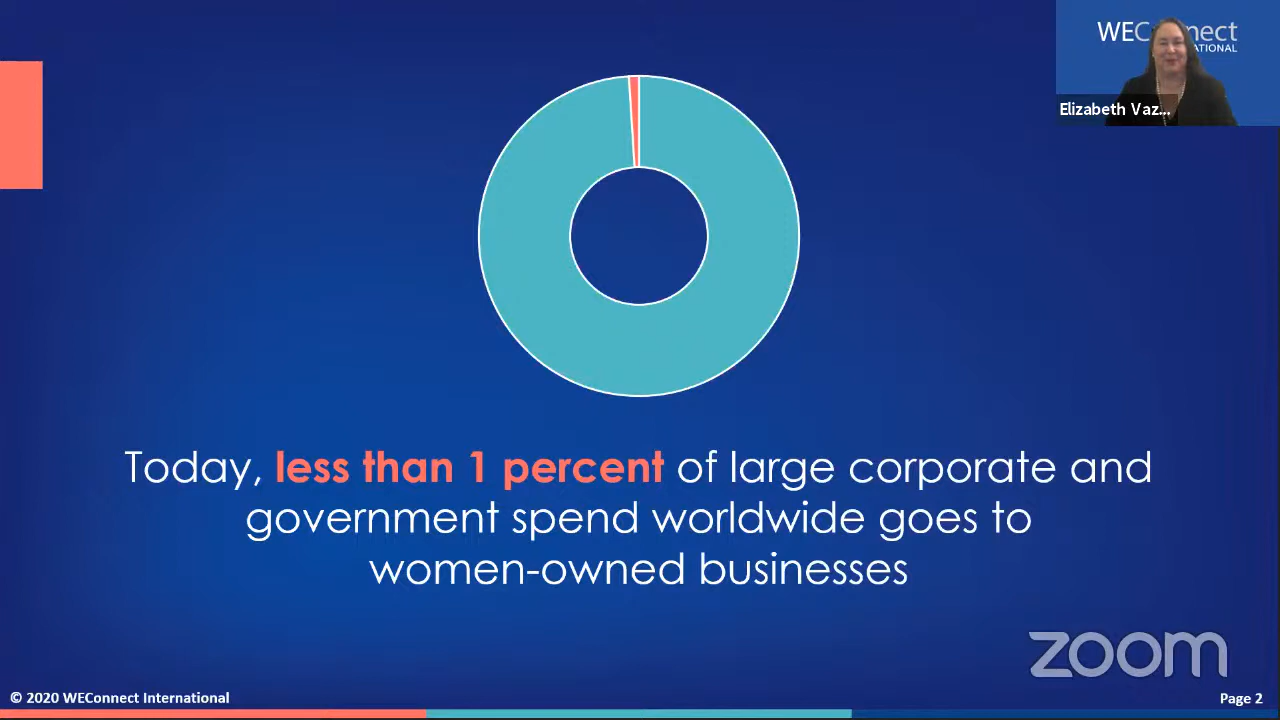 WEConnect
Elizabeth Vaz...
Today, less than 1 percent of large corporate and
government spend worldwide goes to
women-owned businesses
zoom
© 2020 WEConnect International
Page 2